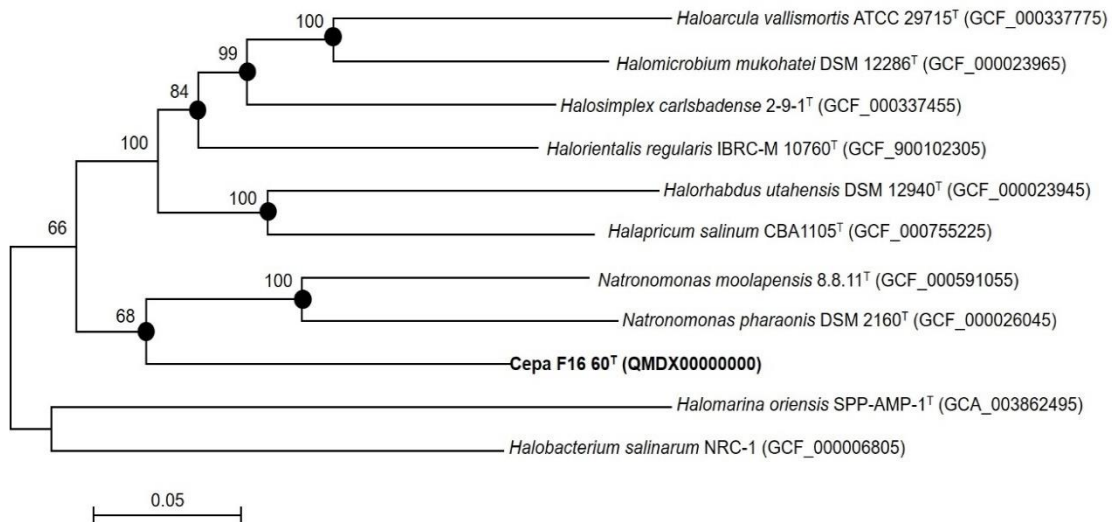 100
Haloarcula vallismortis ATCC 29715ᵀ (GCF_000337775)
99
Halomicrobium mukohatei DSM 12286ᵀ (GCF_000023965)
84
Halosimplex carlsbadense 2-9-1ᵀ (GCF_000337455)
100
Halorientalis regularis IBRC-M 10760ᵀ (GCF_900102305)
100
Halorhabdus utahensis DSM 12940ᵀ (GCF_000023945)
66
Halapricum salinum CBA1105ᵀ (GCF_000755225)
100
Natronomonas moolapensis 8.8.11ᵀ (GCF_000591055)
68
Natronomonas pharaonis DSM 2160ᵀ (GCF_000026045)
Cepa F16 60ᵀ (QMDX00000000)
Halomarina oriensis SPP-AMP-1ᵀ (GCA_003862495)
Halobacterium salinarum NRC-1 (GCF_000006805)
0.05